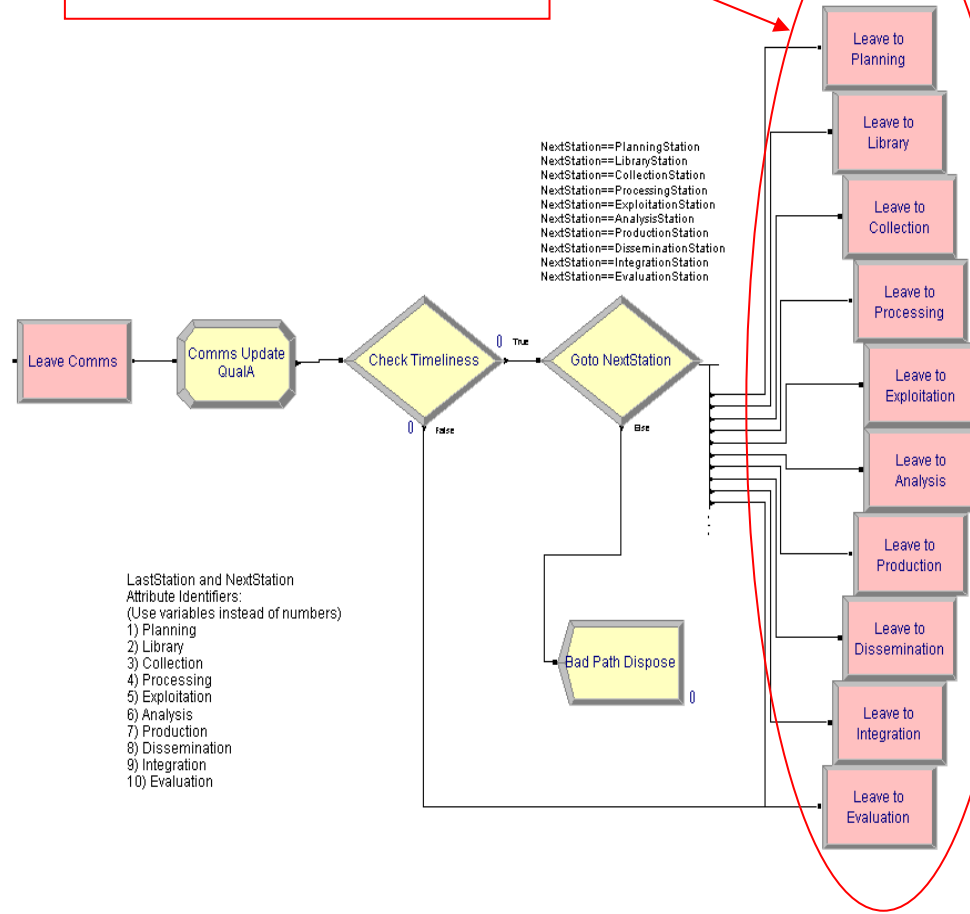 Leave to
Planning
Leave to
Library
NextStation==PlanningStation
NextStation==LibraryStation
NextStation==CollectionStation
NextStation==ProcessingStation
NextStation==ExploitationStation
NextStation==AnalysisStation
NextStation==ProductionStation
NextStation==DisseminationStation
NextStation==IntegrationStation
NextStation==EvaluationStation
Leave to
Collection
Leave to
Processing
Leave Comms
Comms Update
QualA
Check Timeliness
0
True
0
False
Goto NextStation
Else
Leave to
Exploitation
Leave to
Analysis
Leave to
Production
LastStation and NextStation
Attribute Identifiers:
(Use variables instead of numbers)
1) Planning
2) Library
3) Collection
4) Processing
5) Exploitation
6) Analysis
7) Production
8) Dissemination
9) Integration
10) Evaluation
Bad Path Dispose
0
Leave to
Dissemination
Leave to
Integration
Leave to
Evaluation